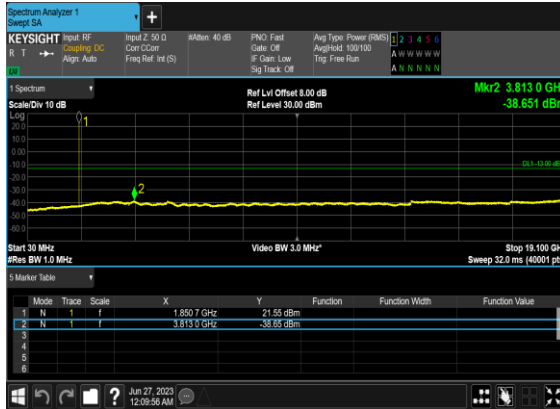 Spectrum Analyzer 1
Swept SA
+
KEYSIGHT
R T
LU
Input: RF
Coupling: DC
Align: Auto
Input Z: 50 Ω
Corr CCorr
Freq Ref: Int (S)
#Atten: 40 dB
PNO: Fast
Gate: Off
IF Gain: Low
Sig Track: Off
Avg Type: Power (RMS)
Avg|Hold: 100/100
Trig: Free Run
1 2 3 4 5 6
A W W W W W
A N N N N N
1 Spectrum
Scale/Div 10 dB
Ref Lvl Offset 8.00 dB
Ref Level 30.00 dBm
Mkr2 3.813 0 GH
-38.651 dBr
Log
20.0
10.0
0.00
-10.0
-20.0
-30.0
-40.0
-50.0
-60.0
1
2
DL1 -13.00 dB
Start 30 MHz
#Res BW 1.0 MHz
Video BW 3.0 MHz*
Stop 19.100 GH
Sweep 32.0 ms (40001 pt
5 Marker Table
Mode Trace Scale X Y Function Function Width Function Value
1 N 1 f 1.850 7 GHz 21.55 dBm
2 N 1 f 3.813 0 GHz -38.65 dBm
3
4
5
6
?
Jun 27, 2023
12:09:56 AM